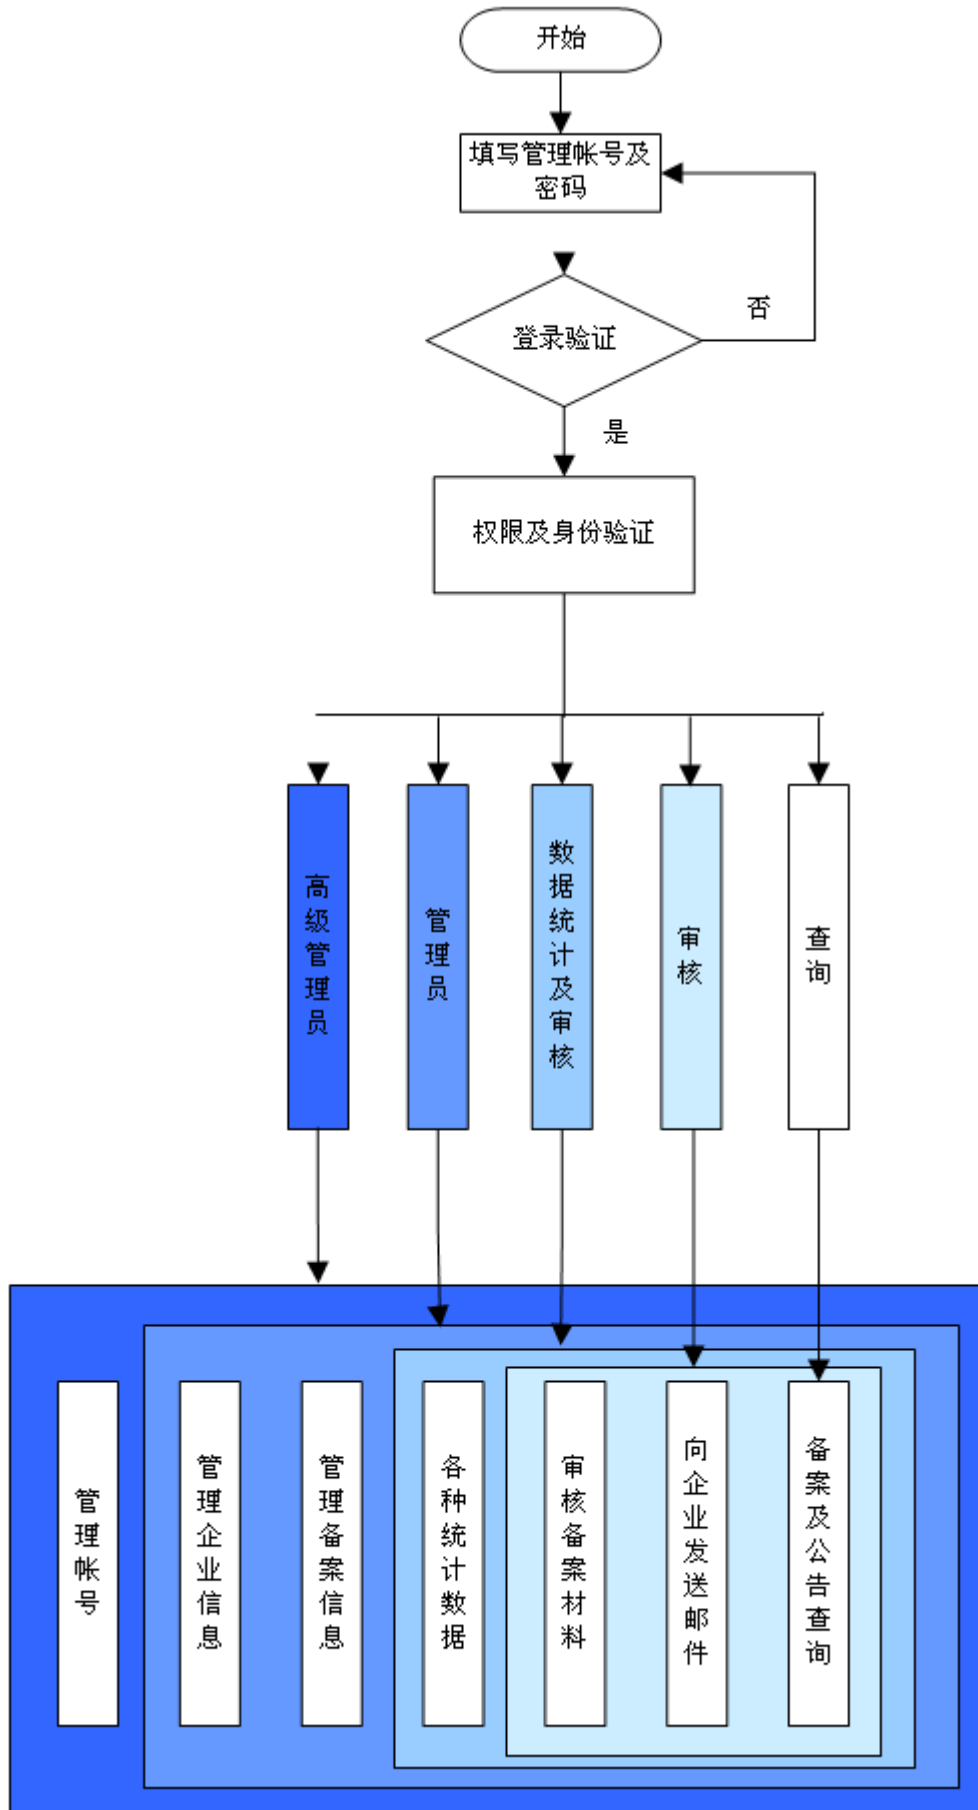 开始
填写管理帐号及
密码
否
登录验证
是
权限及身份验证
高级管理员
管理员
数据统计及审核
审核
查询
管理帐号
管理企业信息
管理备案信息
各种统计数据
审核备案材料
向企业发送邮件
备案及公告查询